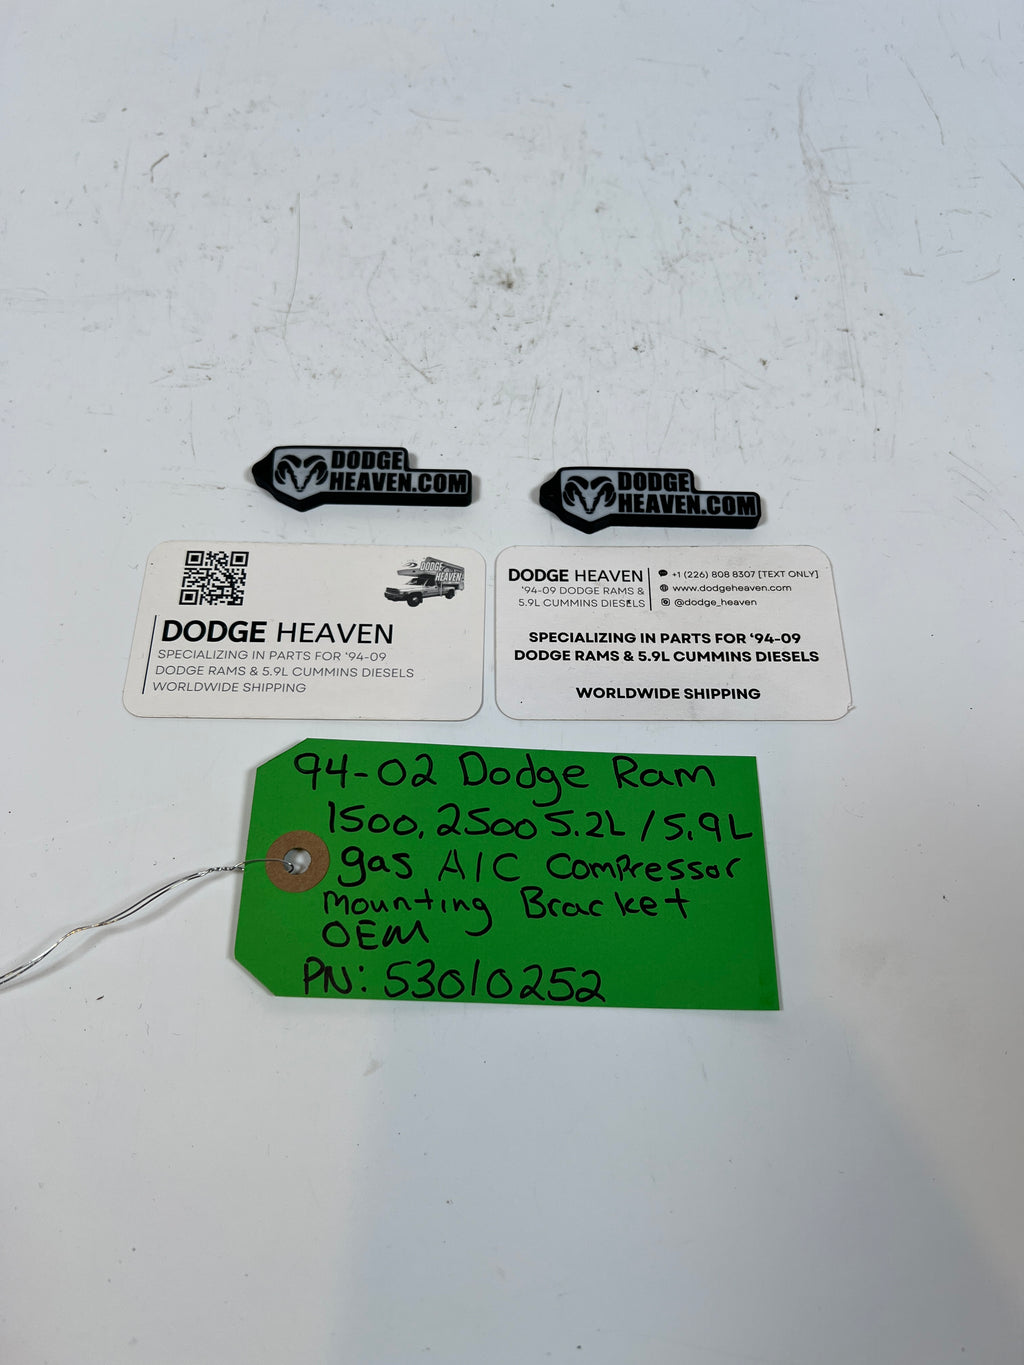 DODGE
HEAVEN.COM
DODGE
HEAVEN.COM
DODGE
HEAVEN
DODGE HEAVEN
SPECIALIZING IN PARTS FOR ‘94-09
DODGE RAMS & 5.9L CUMMINS DIESELS
WORLDWIDE SHIPPING
DODGE HEAVEN
‘94-09 DODGE RAMS &
5.9L CUMMINS DIESELS
+1 (226) 808 8307 [TEXT ONLY]
www.dodgeheaven.com
@dodge_heaven
SPECIALIZING IN PARTS FOR ‘94-09
DODGE RAMS & 5.9L CUMMINS DIESELS
WORLDWIDE SHIPPING
94-02 Dodge Ram
1500, 2500 5.2L / 5.9L
gas A/C Compressor
Mounting Bracket
OEM
PN: 53010252